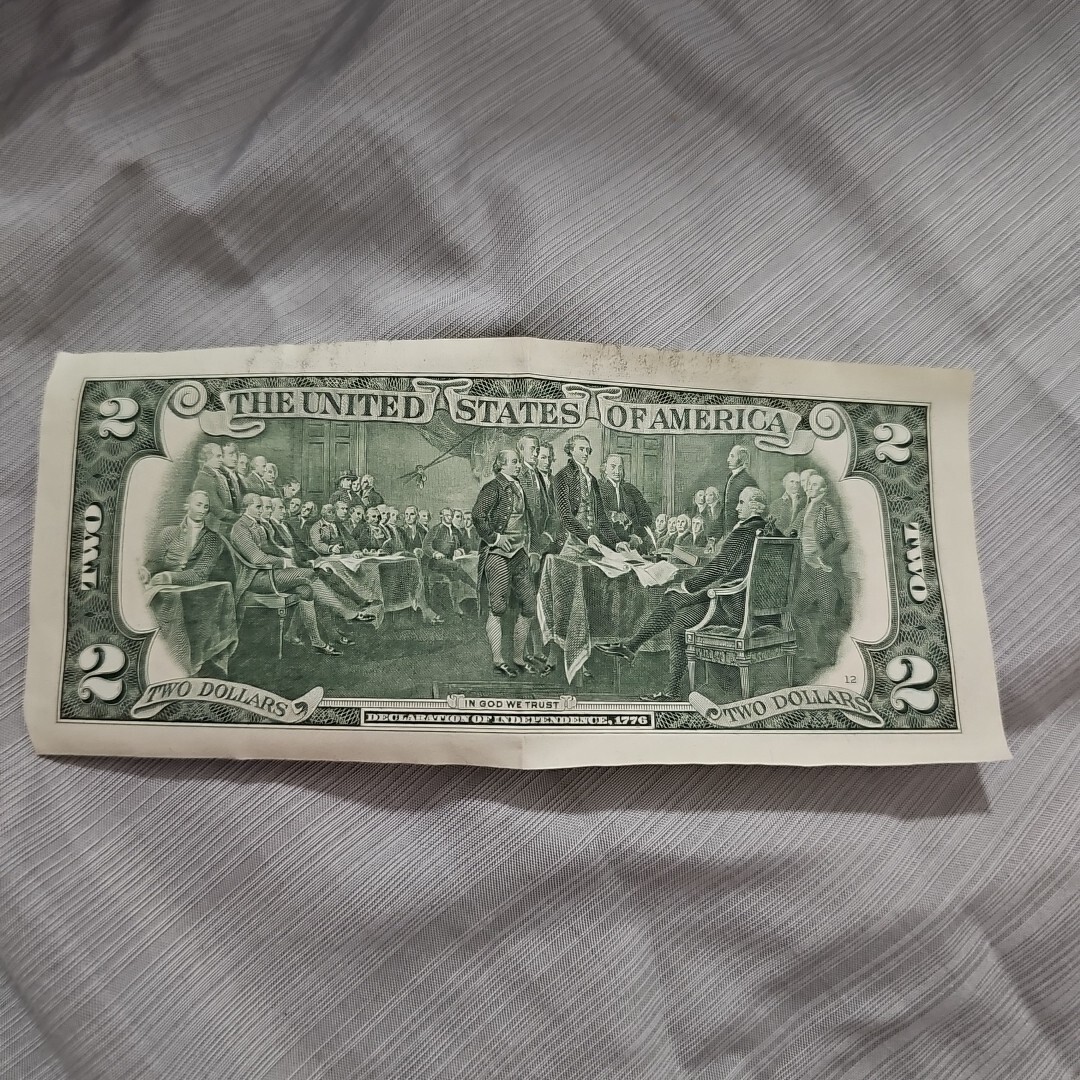 THE UNITED STATES OF AMERICA
2
2
TWO
TWO
2
2
12
TWO DOLLARS
TWO DOLLARS
IN GOD WE TRUST
DECLARATION OF INDEPENDENCE, 1776